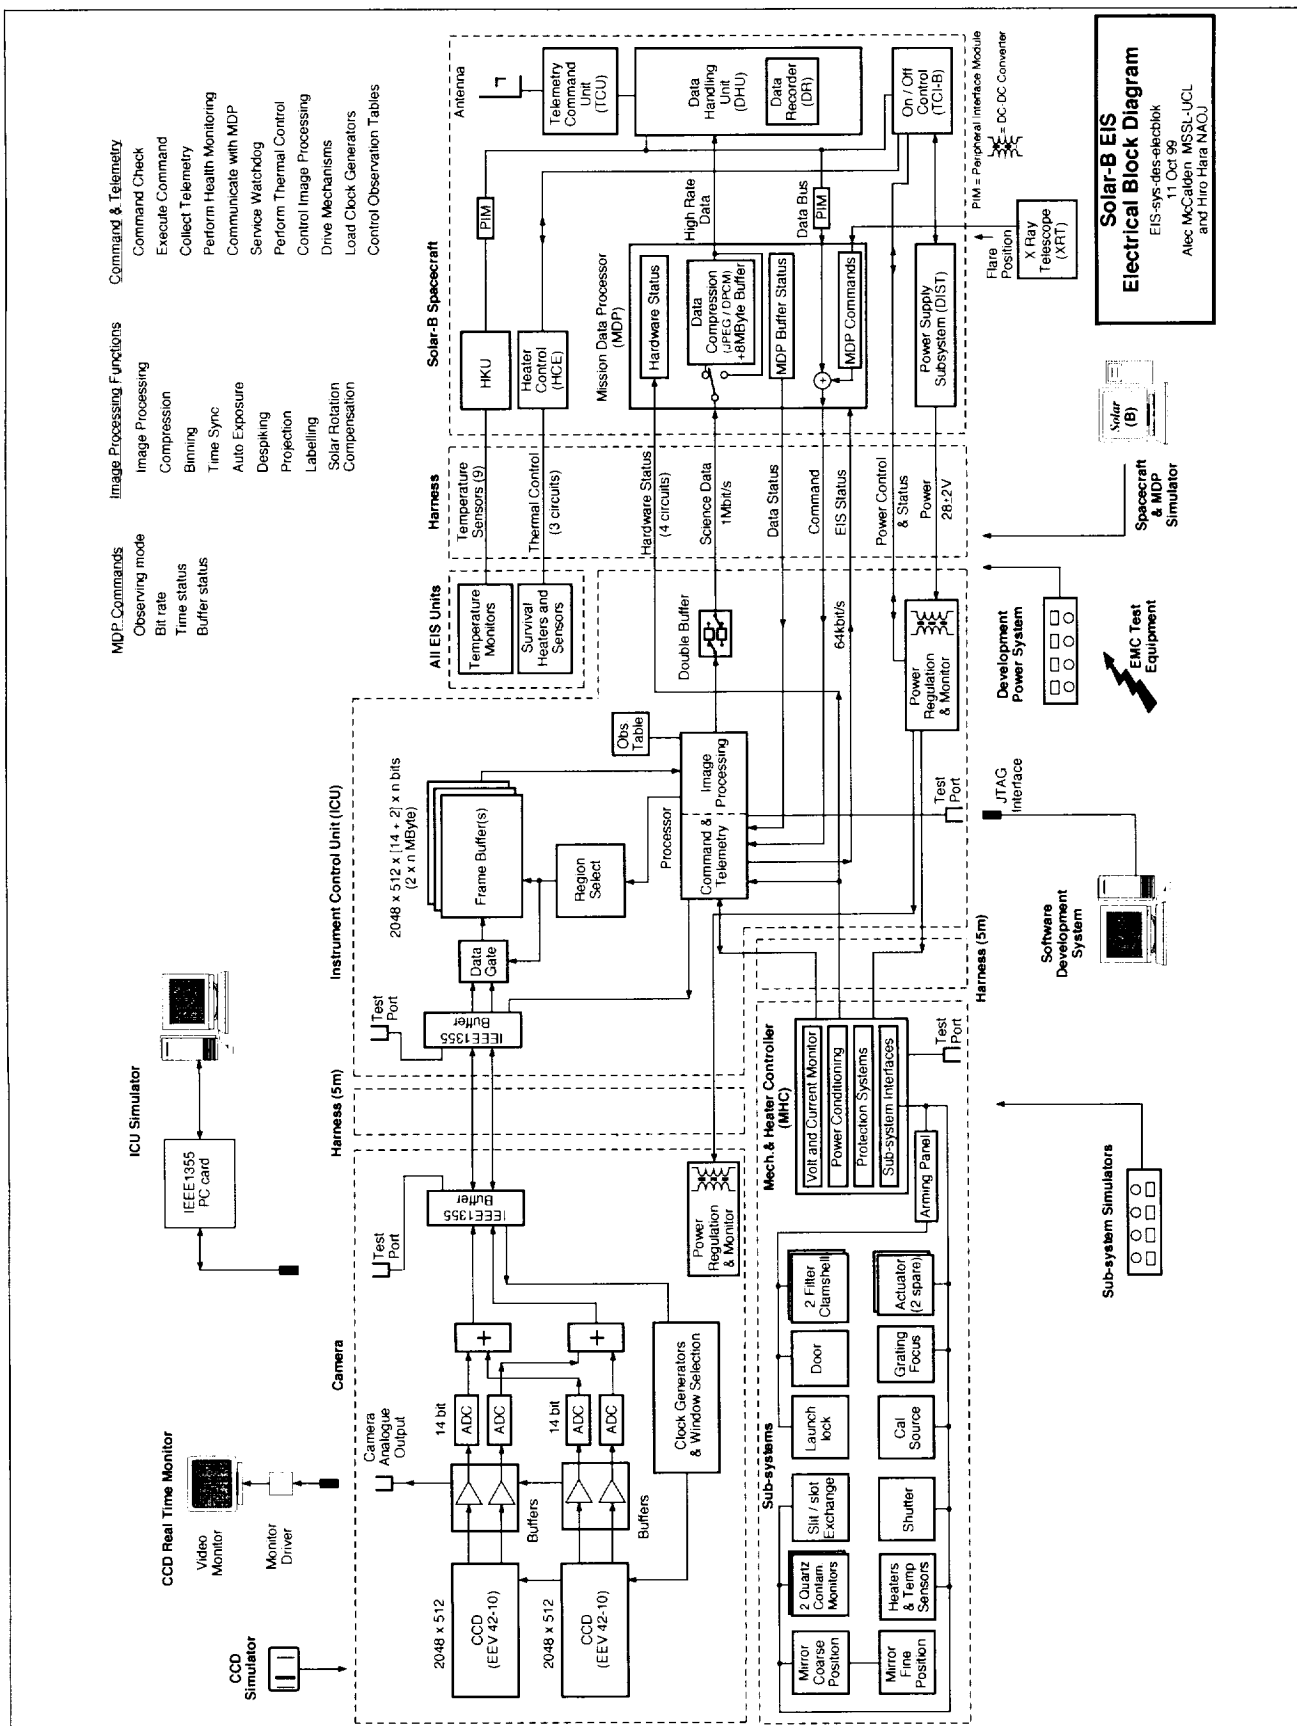 CCD Simulator
CCD Real Time Monitor
Video
Monitor
Monitor
Driver
ICU Simulator
IEEE1355
PC card
MDP Commands
Observing mode
Bit rate
Time status
Buffer status
Image Processing Functions
Image Processing
Compression
Binning
Time Sync
Auto Exposure
Despiking
Projection
Labelling
Solar Rotation
Compensation
Command & Telemetry
Command Check
Execute Command
Collect Telemetry
Perform Health Monitoring
Communicate with MDP
Service Watchdog
Perform Thermal Control
Control Image Processing
Drive Mechanisms
Load Clock Generators
Control Observation Tables
Camera
Camera
Analogue
Output
2048 x 512
CCD
(EEV 42-10)
2048 x 512
CCD
(EEV 42-10)
Buffers
Buffers
14 bit
ADC
ADC
14 bit
ADC
ADC
+
+
Clock Generators
& Window Selection
Test
Port
IEEE1355
Buffer
Power
Regulation
& Monitor
Harness (5m)
Instrument Control Unit (ICU)
Test
Port
IEEE1355
Buffer
2048 x 512 x [14 + 2] x n bits
(2 x n MByte)
Data
Gate
Frame Buffer(s)
Region
Select
Obs
Table
Processor
Command &
Telemetry
Image
Processing
Double Buffer
64kbit/s
Power
Regulation
& Monitor
Test
Port
JTAG
Interface
All EIS Units
Temperature
Monitors
Survival
Heaters and
Sensors
Harness
Temperature
Sensors (9)
Thermal Control
(3 circuits)
Hardware Status
(4 circuits)
Science Data
1Mbit/s
Data Status
Command
EIS Status
Power Control
& Status
Power
28±2V
Solar-B Spacecraft
HKU
PIM
Heater
Control
(HCE)
Antenna
Telemetry
Command
Unit
(TCU)
Data
Handling
Unit
(DHU)
Data
Recorder
(DR)
On / Off
Control
(TCI-B)
Mission Data Processor
(MDP)
Hardware Status
Data
Compression
(JPEG / DPCM)
+8MByte Buffer
MDP Buffer Status
+
MDP Commands
High Rate
Data
Data Bus
PIM
Power Supply
Subsystem (DIST)
Flare
Position
X Ray
Telescope
(XRT)
PIM = Peripheral Interface Module
= DC-DC Converter
Sub-systems
Mirror
Coarse
Position
2 Quartz
Contam.
Monitors
Slit / slot
Exchange
Launch
lock
Door
2 Filter
Clamshell
Mirror
Fine
Position
Heaters
& Temp
Sensors
Shutter
Cal
Source
Grating
Focus
Actuator
(2 spare)
Arming Panel
Mech.& Heater Controller
(MHC)
Volt and Current Monitor
Power Conditioning
Protection Systems
Sub-system Interfaces
Test
Port
Harness (5m)
Sub-system Simulators
Software
Development
System
Development
Power System
EMC Test
Equipment
Spacecraft
& MDP
Simulator
Solar
(B)
Solar-B EIS
Electrical Block Diagram
EIS-sys-des-elecblok
11 Oct 99
Alec McCalden MSSL-UCL
and Hiro Hara NAOJ